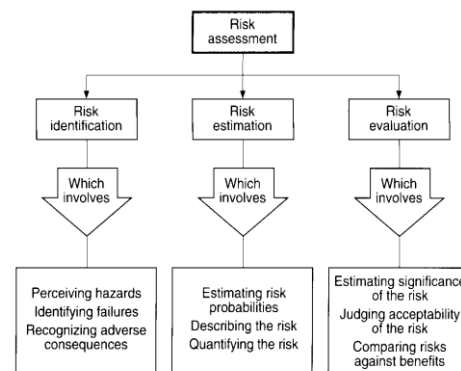 Risk
assessment
Risk
identification
Risk
estimation
Risk
evaluation
Which
involves
Which
involves
Which
involves
Perceiving hazards
Identifying failures
Recognizing adverse
consequences
Estimating risk
probabilities
Describing the risk
Quantifying the risk
Estimating significance
of the risk
Judging acceptability
of the risk
Comparing risks
against benefits